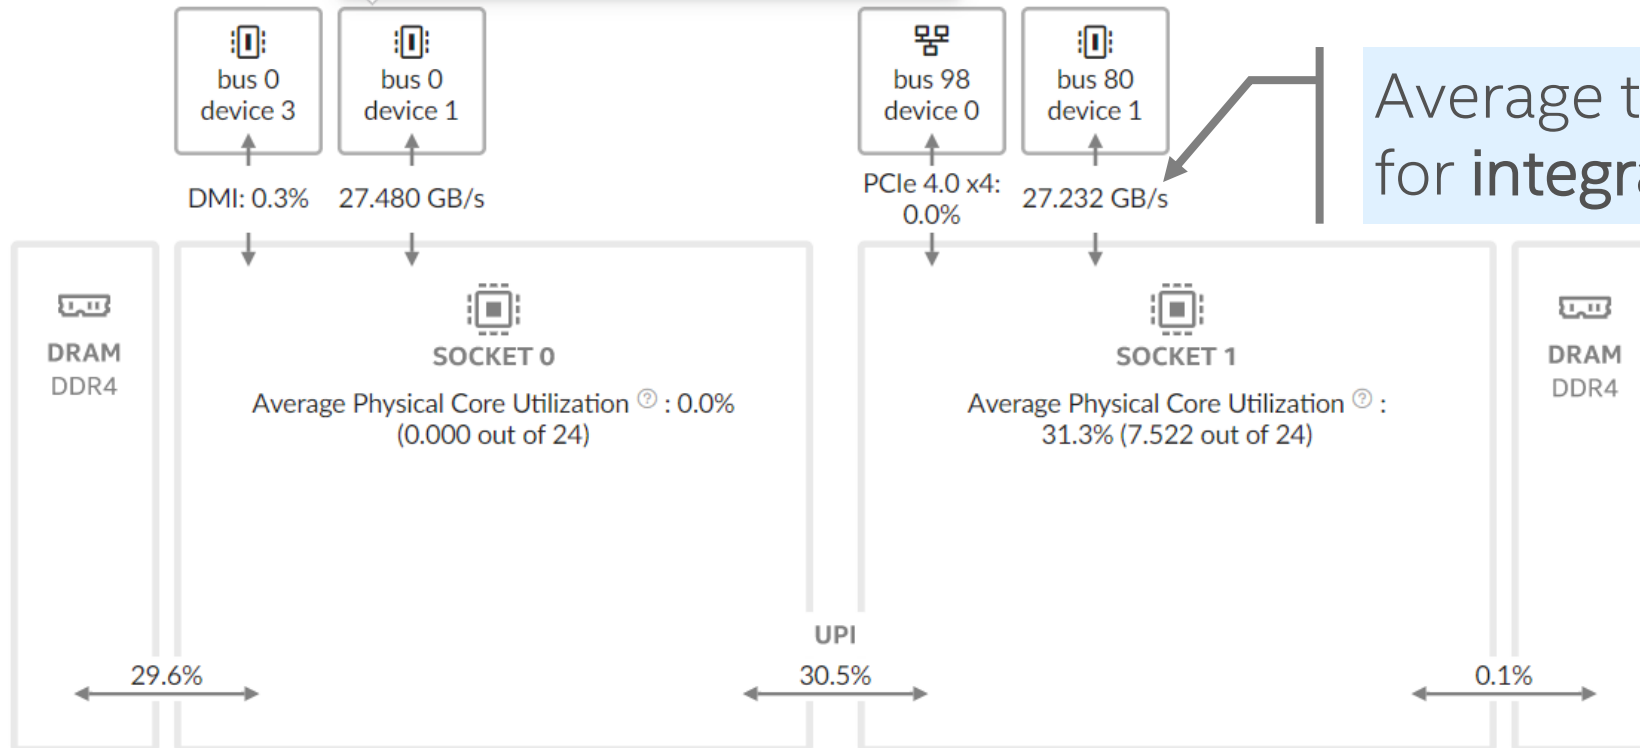 bus 0
device 3
bus 0
device 1
bus 98
device 0
bus 80
device 1
Average t
for integra
DMI: 0.3%
27.480 GB/s
PCIe 4.0 x4:
0.0%
27.232 GB/s
DRAM
DDR4
SOCKET 0
Average Physical Core Utilization ? : 0.0%
(0.000 out of 24)
SOCKET 1
Average Physical Core Utilization ? :
31.3% (7.522 out of 24)
DRAM
DDR4
UPI
29.6%
30.5%
0.1%